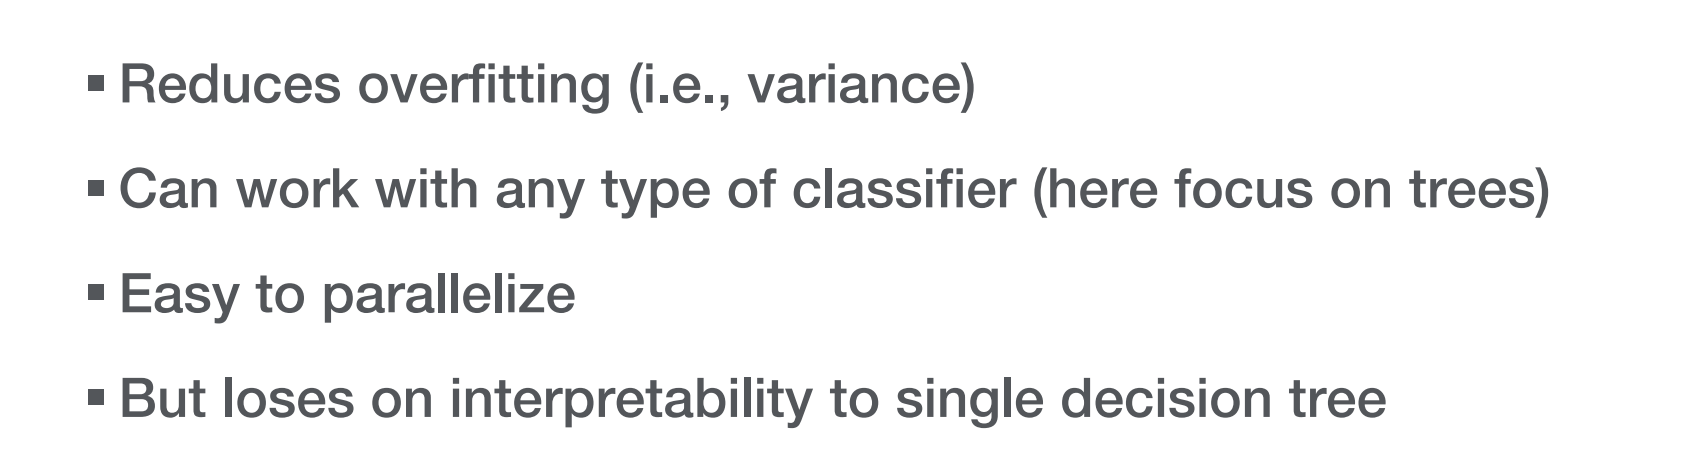 ▪ Reduces overfitting (i.e., variance)
▪ Can work with any type of classifier (here focus on trees)
▪ Easy to parallelize
▪ But loses on interpretability to single decision tree